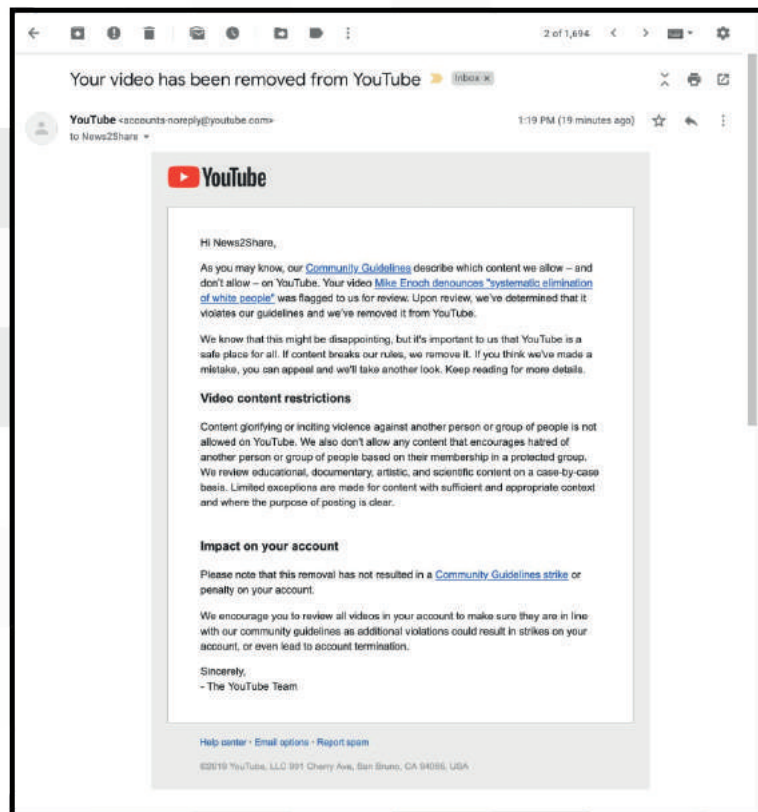 2 of 1,694
Your video has been removed from YouTube Inbox x
YouTube <accounts-noreply@youtube.com> 1:19 PM (19 minutes ago)
to News2Share
YouTube
Hi News2Share,
As you may know, our Community Guidelines describe which content we allow – and
don't allow – on YouTube. Your video Mike Enoch denounces "systematic elimination
of white people" was flagged to us for review. Upon review, we've determined that it
violates our guidelines and we've removed it from YouTube.
We know that this might be disappointing, but it's important to us that YouTube is a
safe place for all. If content breaks our rules, we remove it. If you think we've made a
mistake, you can appeal and we'll take another look. Keep reading for more details.
Video content restrictions
Content glorifying or inciting violence against another person or group of people is not
allowed on YouTube. We also don't allow any content that encourages hatred of
another person or group of people based on their membership in a protected group.
We review educational, documentary, artistic, and scientific content on a case-by-case
basis. Limited exceptions are made for content with sufficient and appropriate context
and where the purpose of posting is clear.
Impact on your account
Please note that this removal has not resulted in a Community Guidelines strike or
penalty on your account.
We encourage you to review all videos in your account to make sure they are in line
with our community guidelines as additional violations could result in strikes on your
account, or even lead to account termination.
Sincerely,
- The YouTube Team
Help center · Email options · Report spam
©2019 YouTube, LLC 901 Cherry Ave, San Bruno, CA 94066, USA